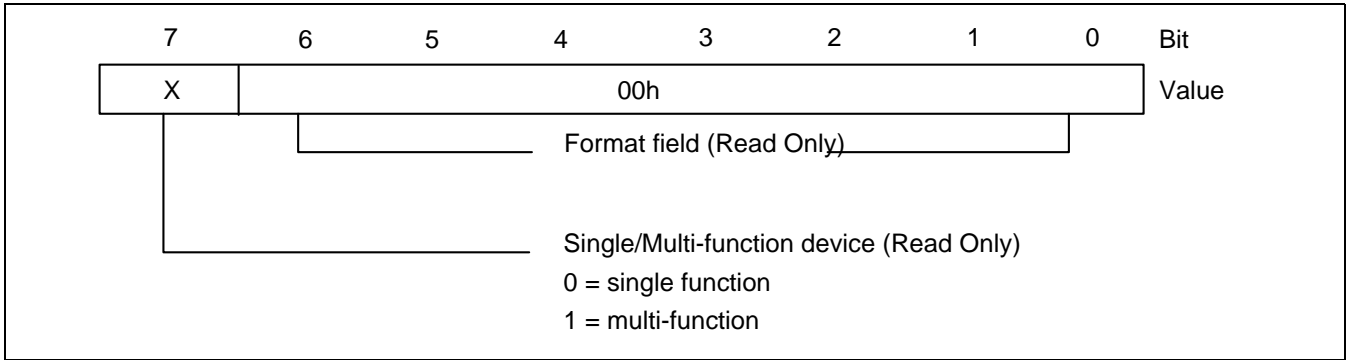 7 6 5 4 3 2 1 0 Bit
X 00h Value
Format field (Read Only)
Single/Multi-function device (Read Only)
0 = single function
1 = multi-function